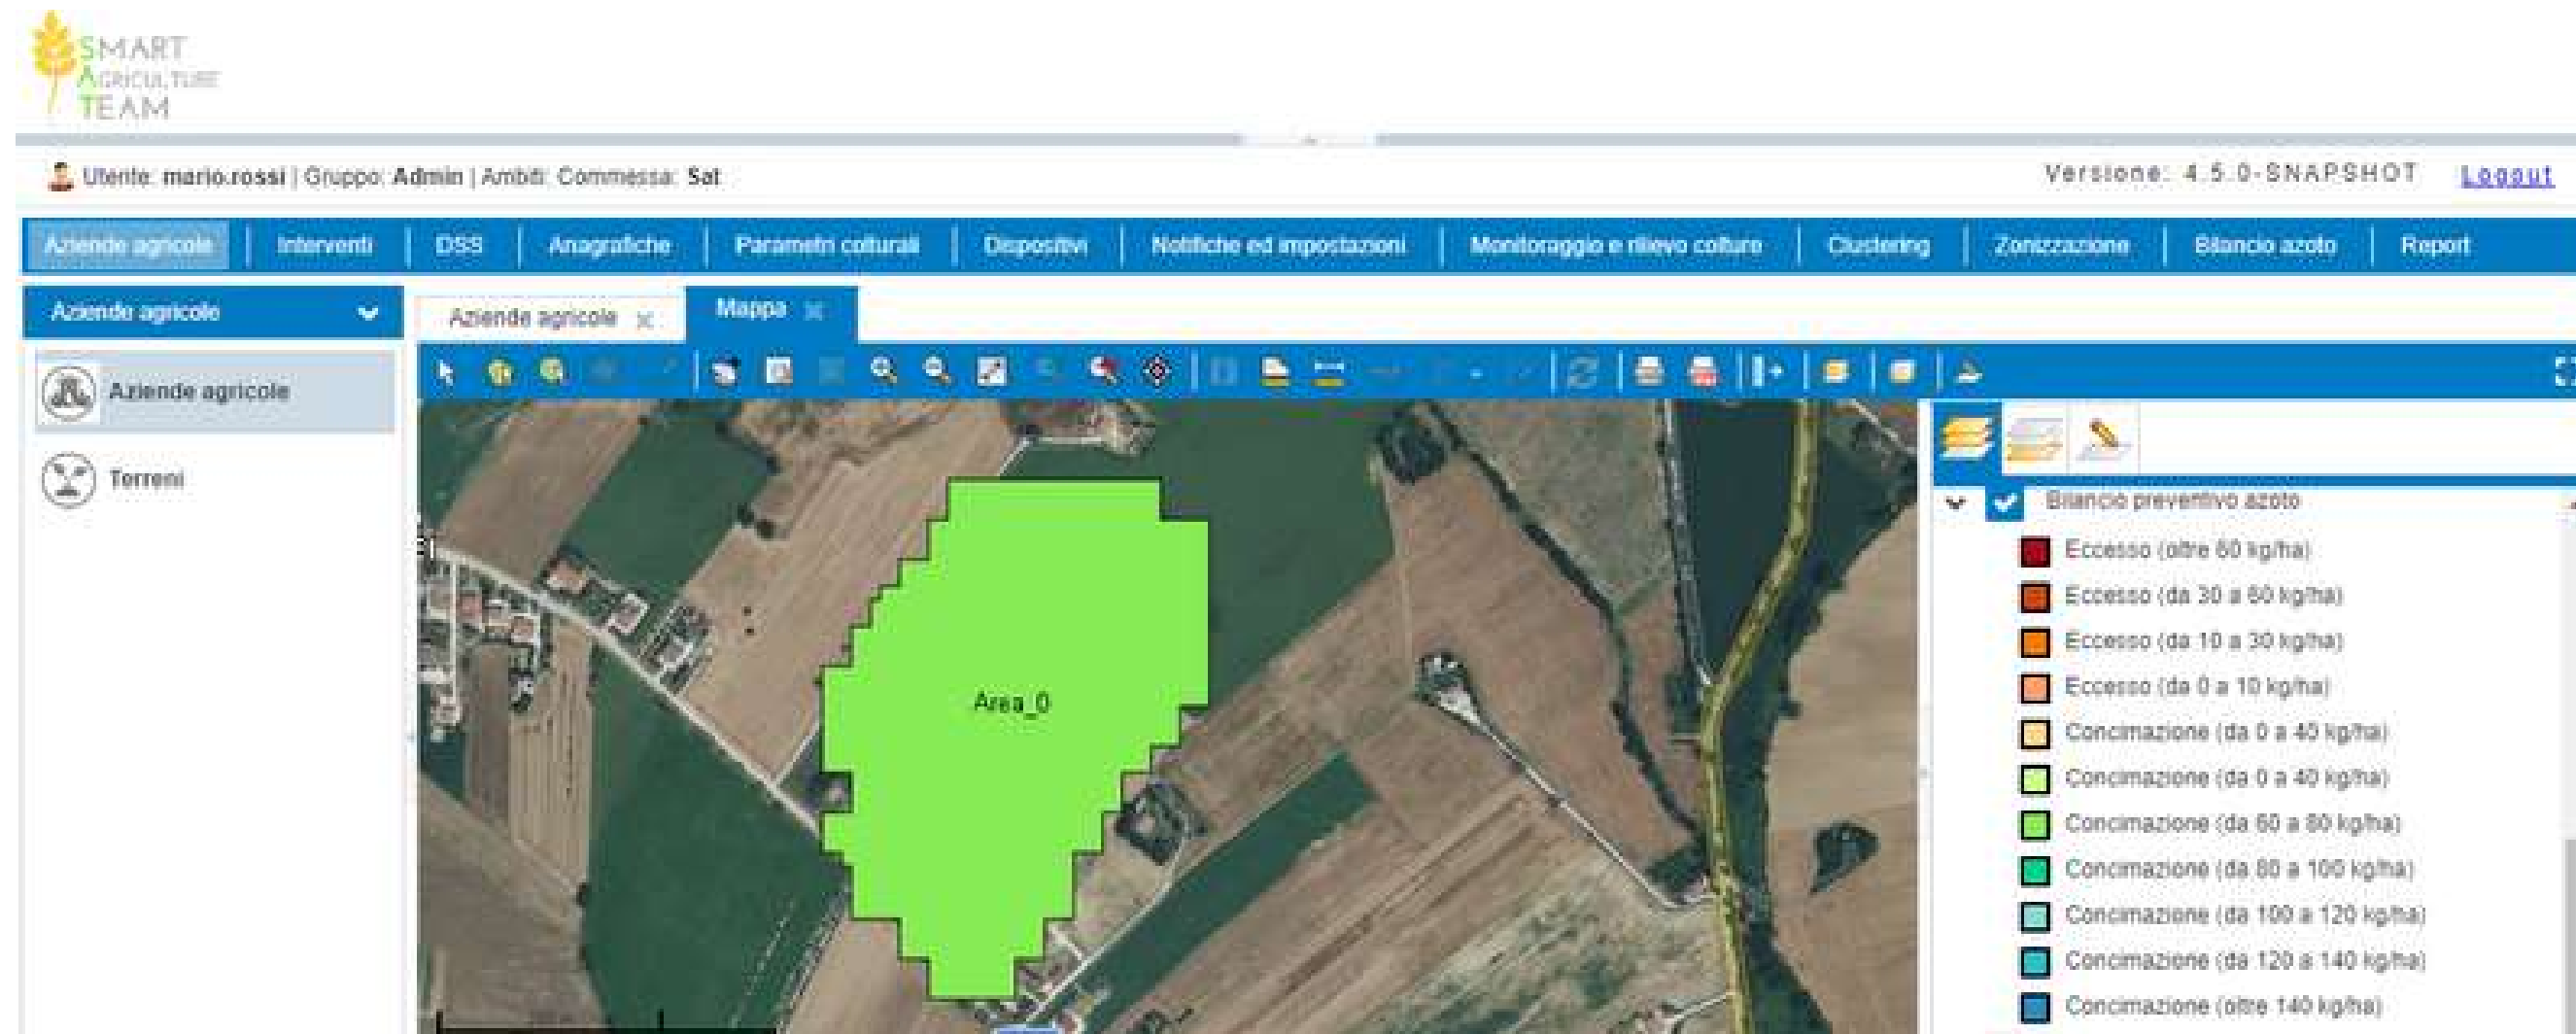 SMART
AGRICULTURE
TEAM
Utente: mario.rossi | Gruppo: Admin | Ambiti: Commessa: Sat
Versione: 4.5.0-SNAPSHOT Logout
Aziende agricole Interventi DSS Anagrafiche Parametri colturali Dispositivi Notifiche ed impostazioni Monitoraggio e rilievo colture Clustering Zonizzazione Bilancio azoto Report
Aziende agricole
Aziende agricole Mappa
Aziende agricole
Terreni
Area_0
Bilancio preventivo azoto
Eccesso (oltre 60 kg/ha)
Eccesso (da 30 a 60 kg/ha)
Eccesso (da 10 a 30 kg/ha)
Eccesso (da 0 a 10 kg/ha)
Concimazione (da 0 a 40 kg/ha)
Concimazione (da 0 a 40 kg/ha)
Concimazione (da 60 a 80 kg/ha)
Concimazione (da 80 a 100 kg/ha)
Concimazione (da 100 a 120 kg/ha)
Concimazione (da 120 a 140 kg/ha)
Concimazione (oltre 140 kg/ha)